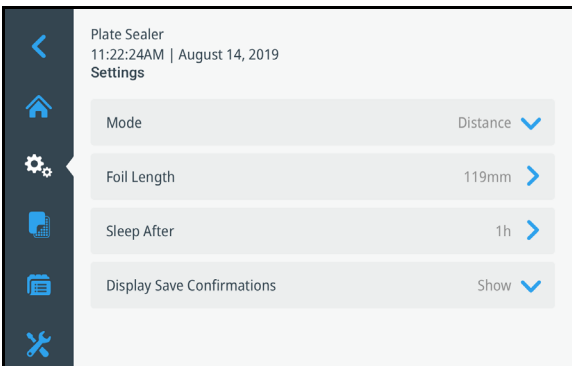 Plate Sealer
11:22:24AM | August 14, 2019
Settings
Mode Distance
Foil Length 119mm
Sleep After 1h
Display Save Confirmations Show